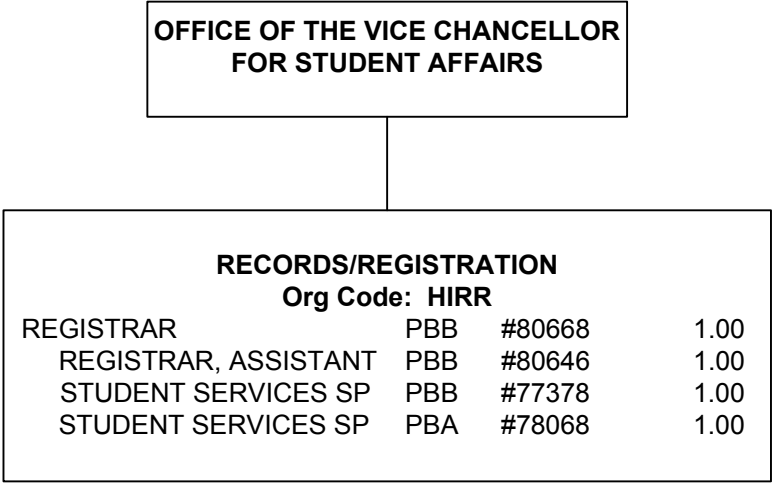 OFFICE OF THE VICE CHANCELLOR
FOR STUDENT AFFAIRS
RECORDS/REGISTRATION
Org Code: HIRR
REGISTRAR PBB #80668 1.00
REGISTRAR, ASSISTANT PBB #80646 1.00
STUDENT SERVICES SP PBB #77378 1.00
STUDENT SERVICES SP PBA #78068 1.00